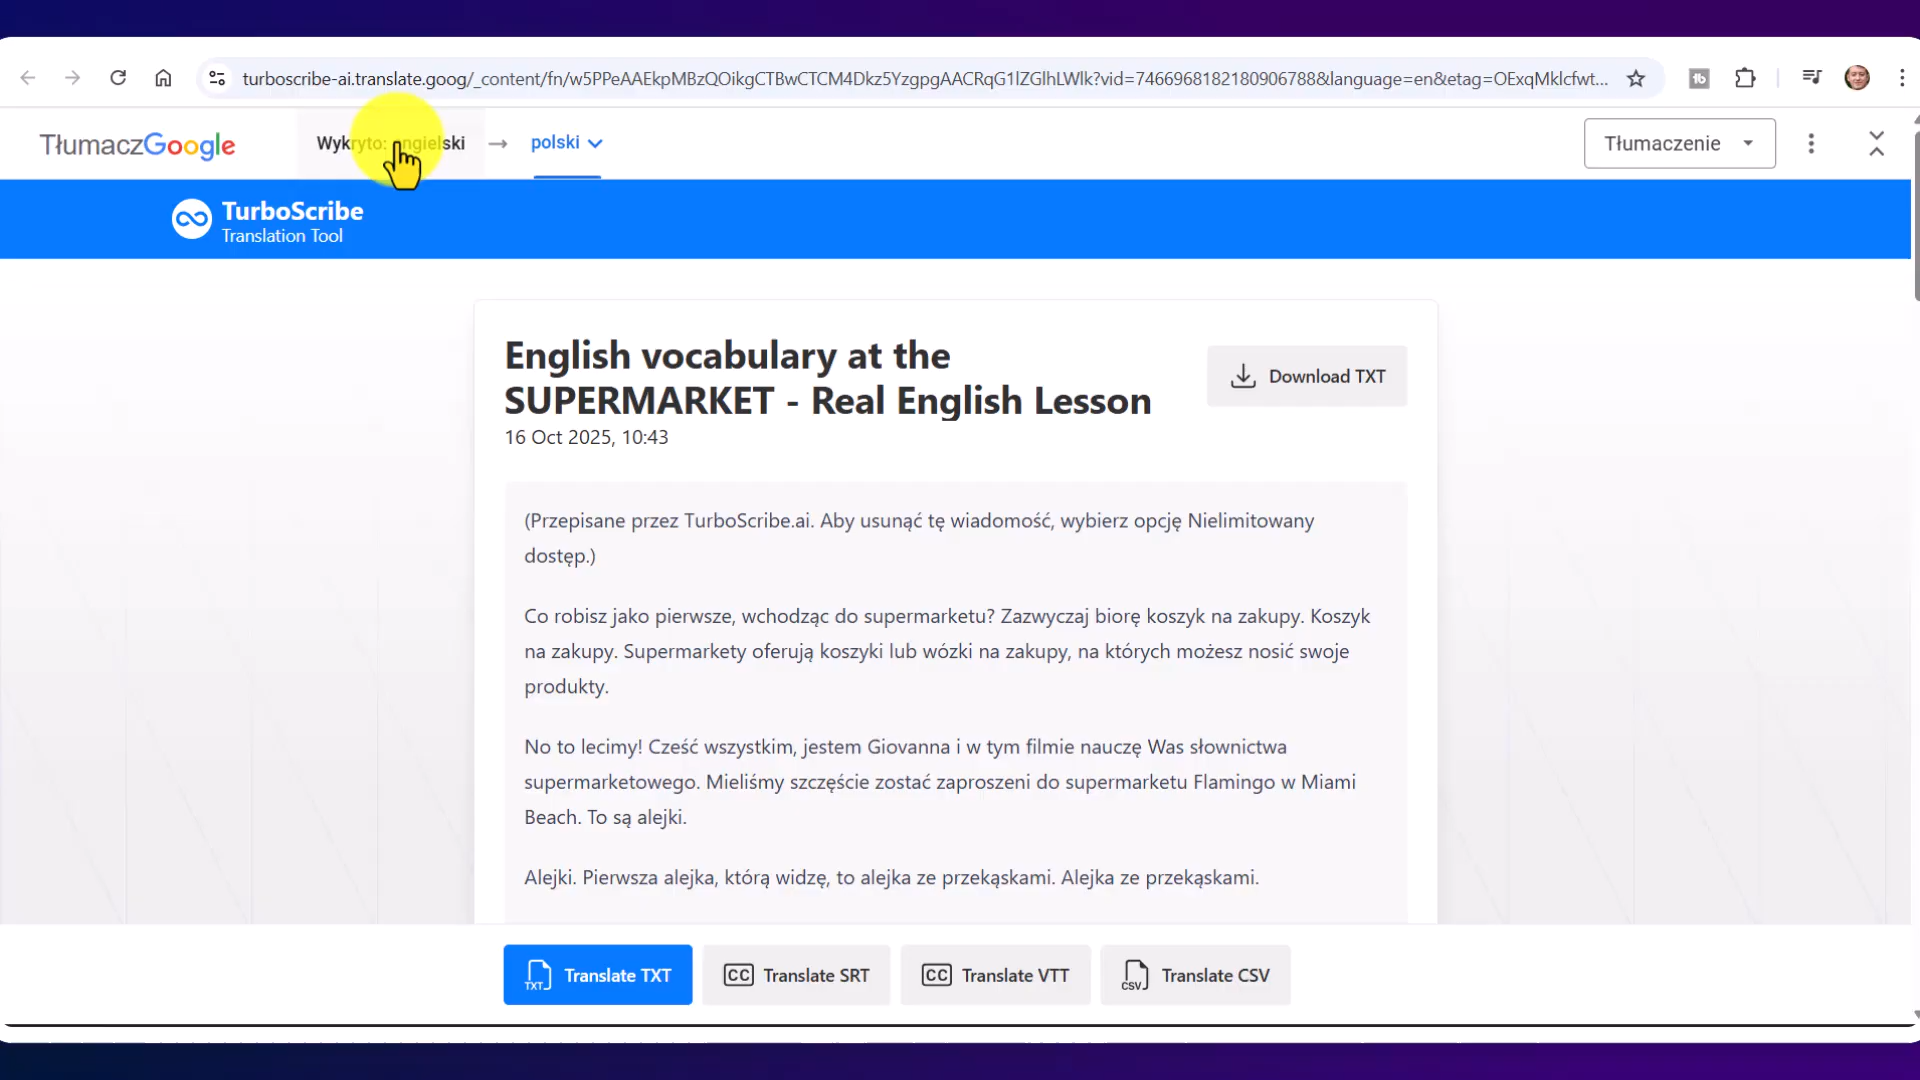 turboscribe-ai.translate.goog/_content/fn/w5PPeAAEkpMBzQOikgCTBwCTCM4Dkz5YzgpgAACRqG1lZGlhLWlk?vid=7466968182180906788&language=en&etag=OExqMklcfwt...
TłumaczGoogle
Wykryto: angielski → polski
Tłumaczenie
TurboScribe
Translation Tool
English vocabulary at the
SUPERMARKET - Real English Lesson
Download TXT
16 Oct 2025, 10:43
(Przepisane przez TurboScribe.ai. Aby usunąć tę wiadomość, wybierz opcję Nielimitowany
dostęp.)
Co robisz jako pierwsze, wchodząc do supermarketu? Zazwyczaj biorę koszyk na zakupy. Koszyk
na zakupy. Supermarkety oferują koszyki lub wózki na zakupy, na których możesz nosić swoje
produkty.
No to lecimy! Cześć wszystkim, jestem Giovanna i w tym filmie nauczę Was słownictwa
supermarketowego. Mieliśmy szczęście zostać zaproszeni do supermarketu Flamingo w Miami
Beach. To są alejki.
Alejki. Pierwsza alejka, którą widzę, to alejka ze przekąskami. Alejka ze przekąskami.
TXT Translate TXT
CC Translate SRT
CC Translate VTT
CSV Translate CSV